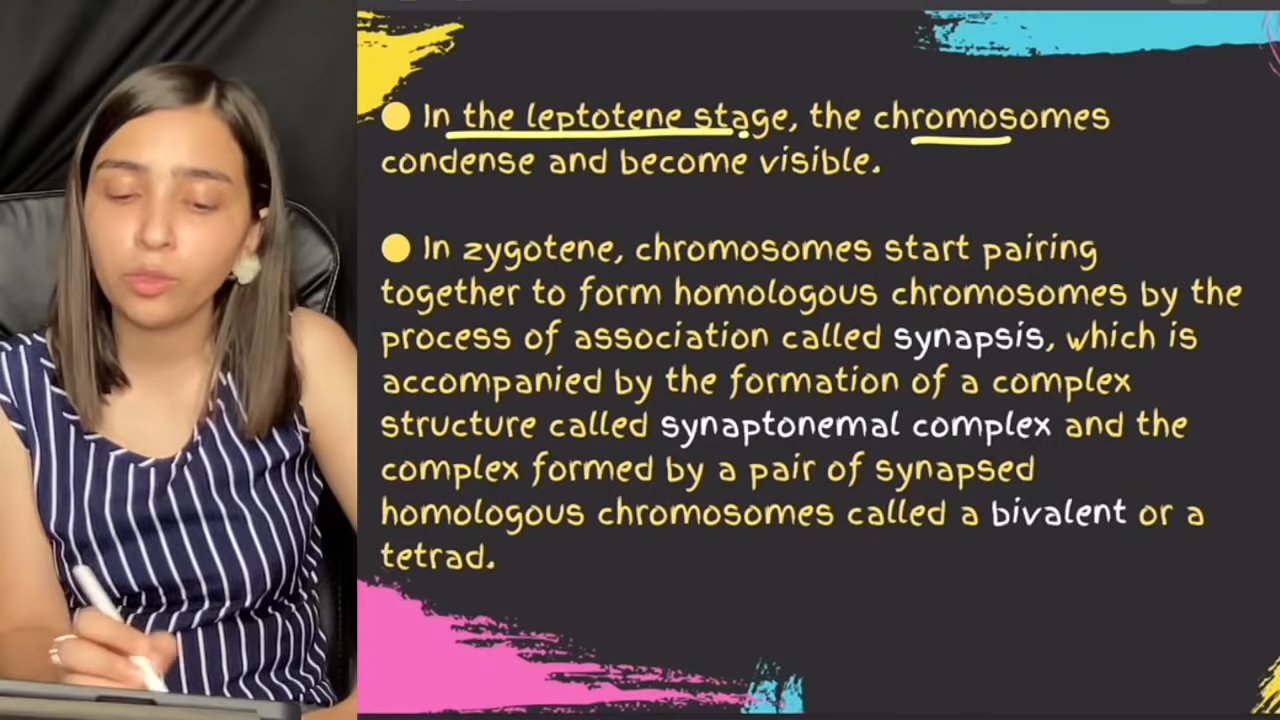 In the leptotene stage, the chromosomes
condense and become visible.
In zygotene, chromosomes start pairing
together to form homologous chromosomes by the
process of association called synapsis, which is
accompanied by the formation of a complex
structure called synaptonemal complex and the
complex formed by a pair of synapsed
homologous chromosomes called a bivalent or a
tetrad.